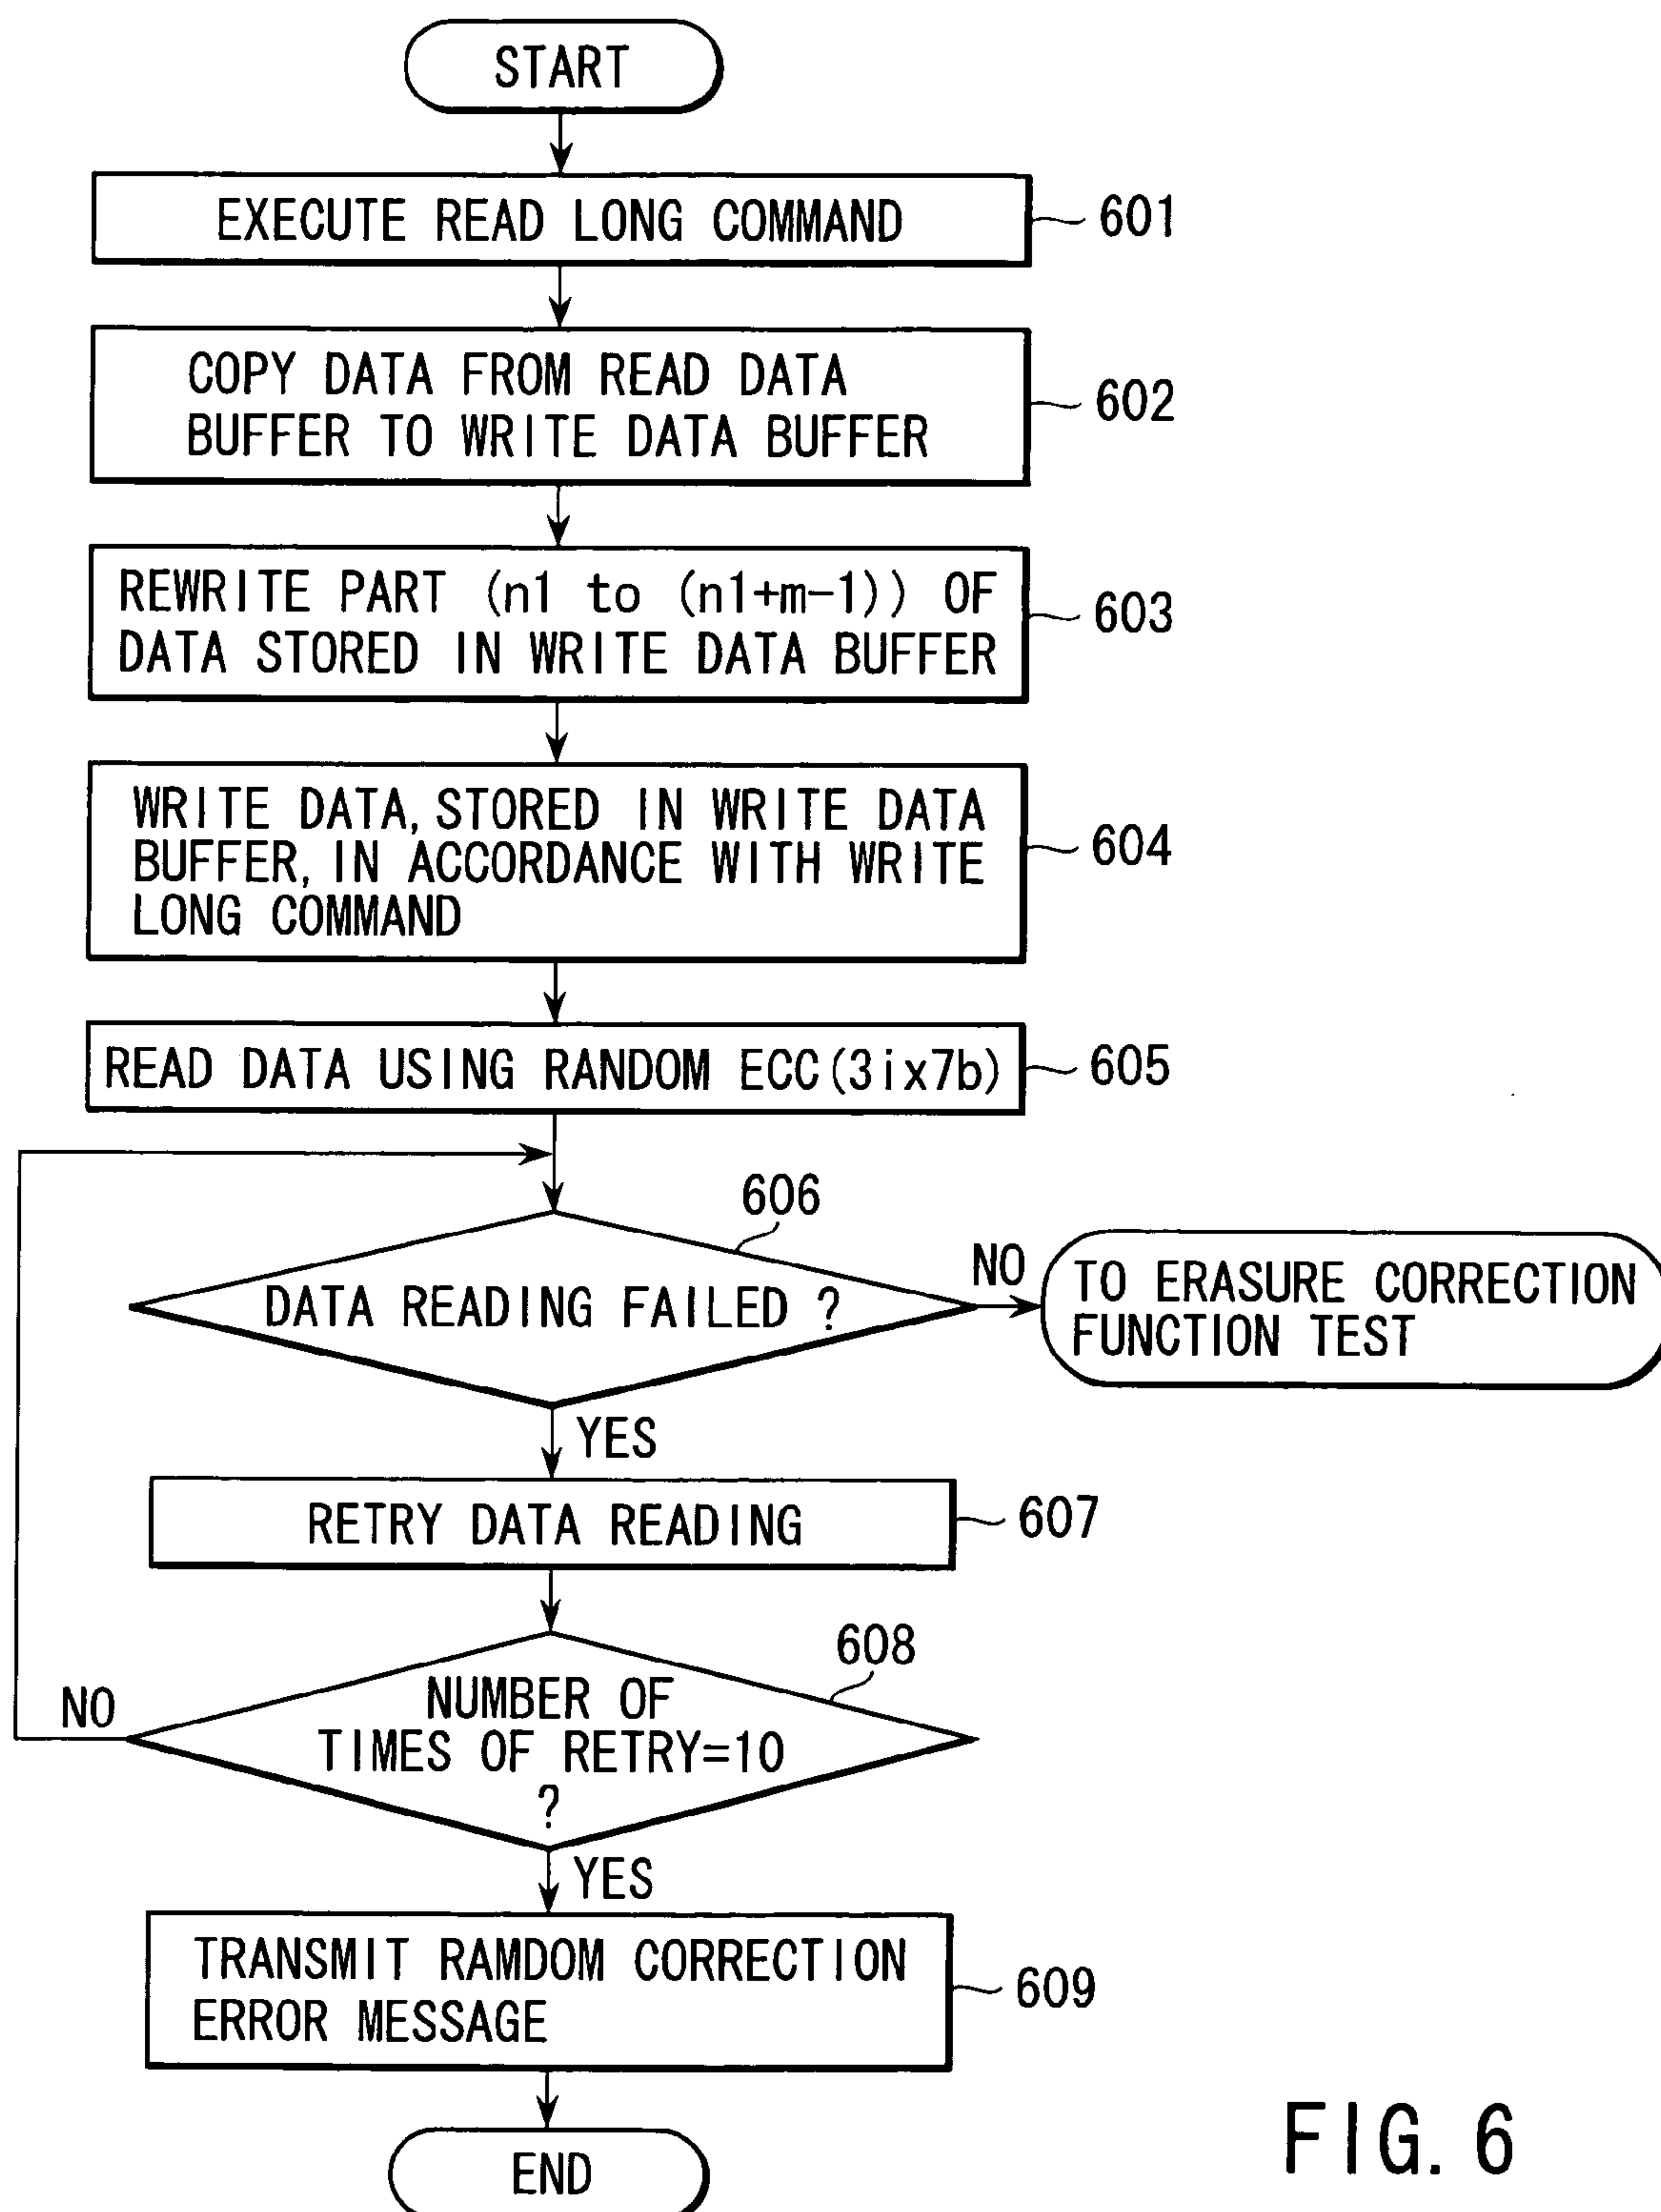 START
EXECUTE READ LONG COMMAND
601
COPY DATA FROM READ DATA
BUFFER TO WRITE DATA BUFFER
602
REWRITE PART (n1 to (n1+m-1)) OF
DATA STORED IN WRITE DATA BUFFER
603
WRITE DATA, STORED IN WRITE DATA
BUFFER, IN ACCORDANCE WITH WRITE
LONG COMMAND
604
READ DATA USING RANDOM ECC(3ix7b)
605
606
DATA READING FAILED ?
NO
TO ERASURE CORRECTION
FUNCTION TEST
YES
RETRY DATA READING
607
608
NUMBER OF
TIMES OF RETRY=10
?
NO
YES
TRANSMIT RAMDOM CORRECTION
ERROR MESSAGE
609
END
FIG. 6